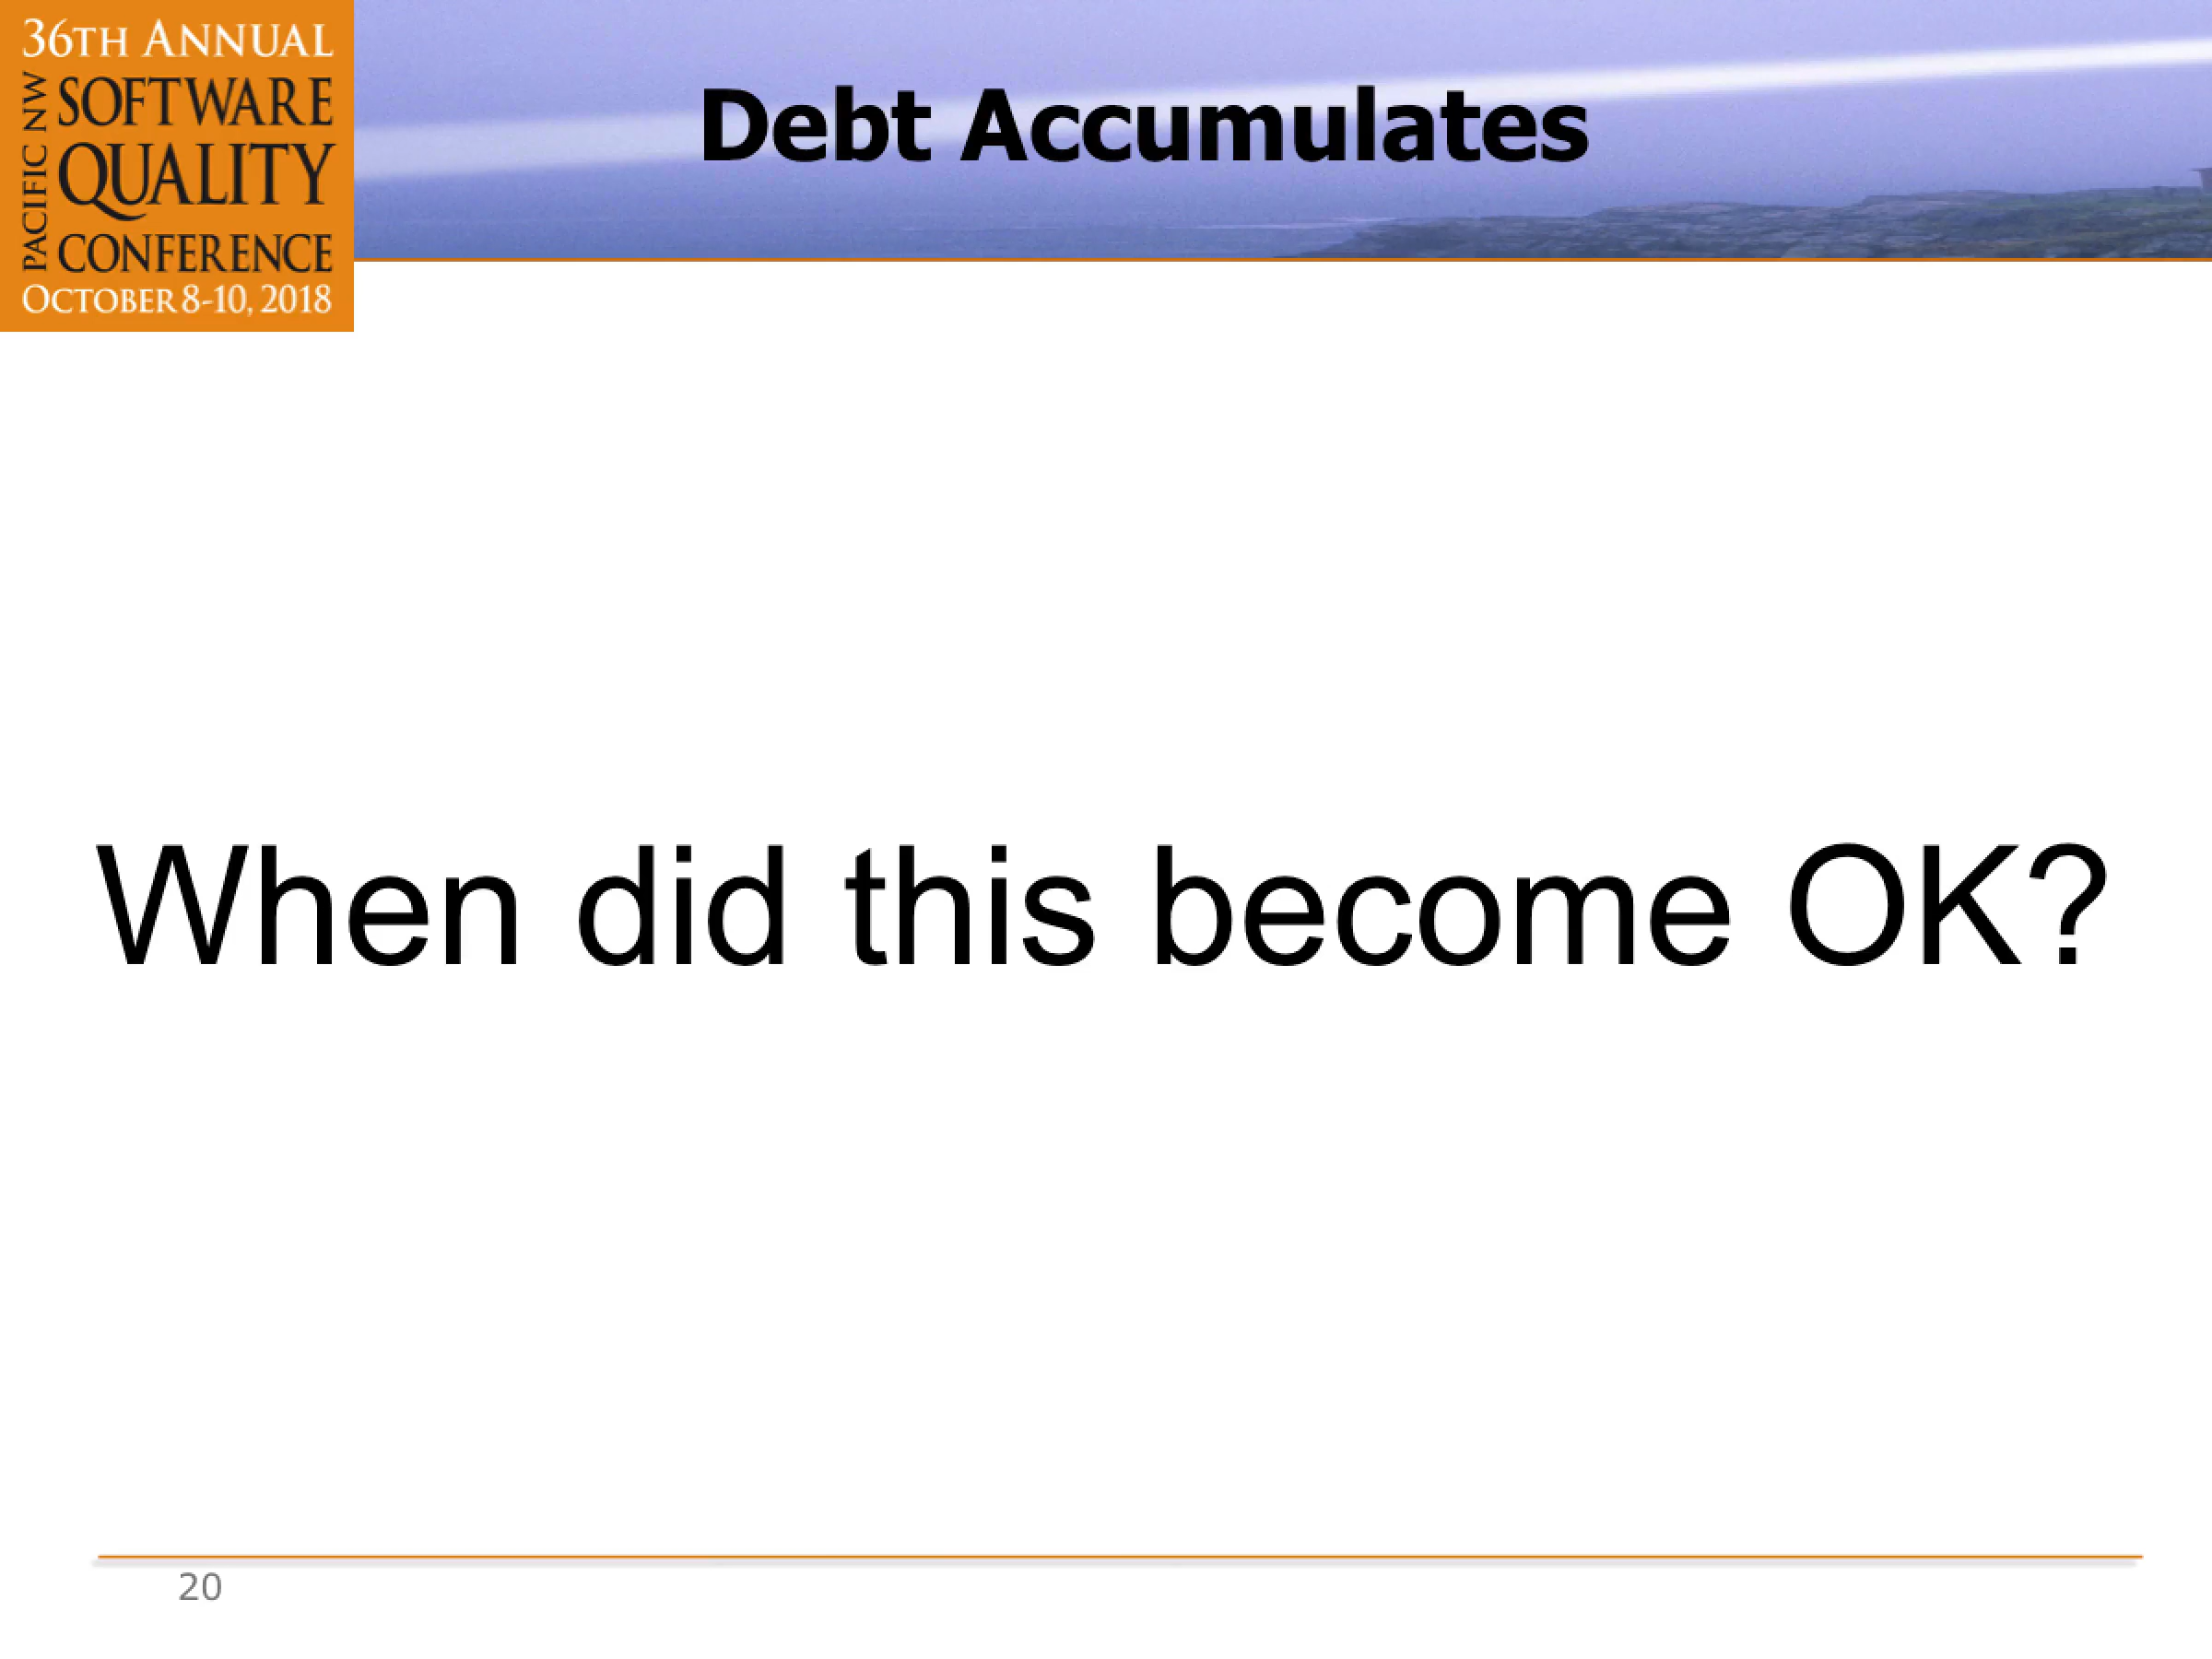 36TH ANNUAL
PACIFIC NW
SOFTWARE
QUALITY
CONFERENCE
OCTOBER 8-10, 2018
Debt Accumulates
When did this become OK?
20